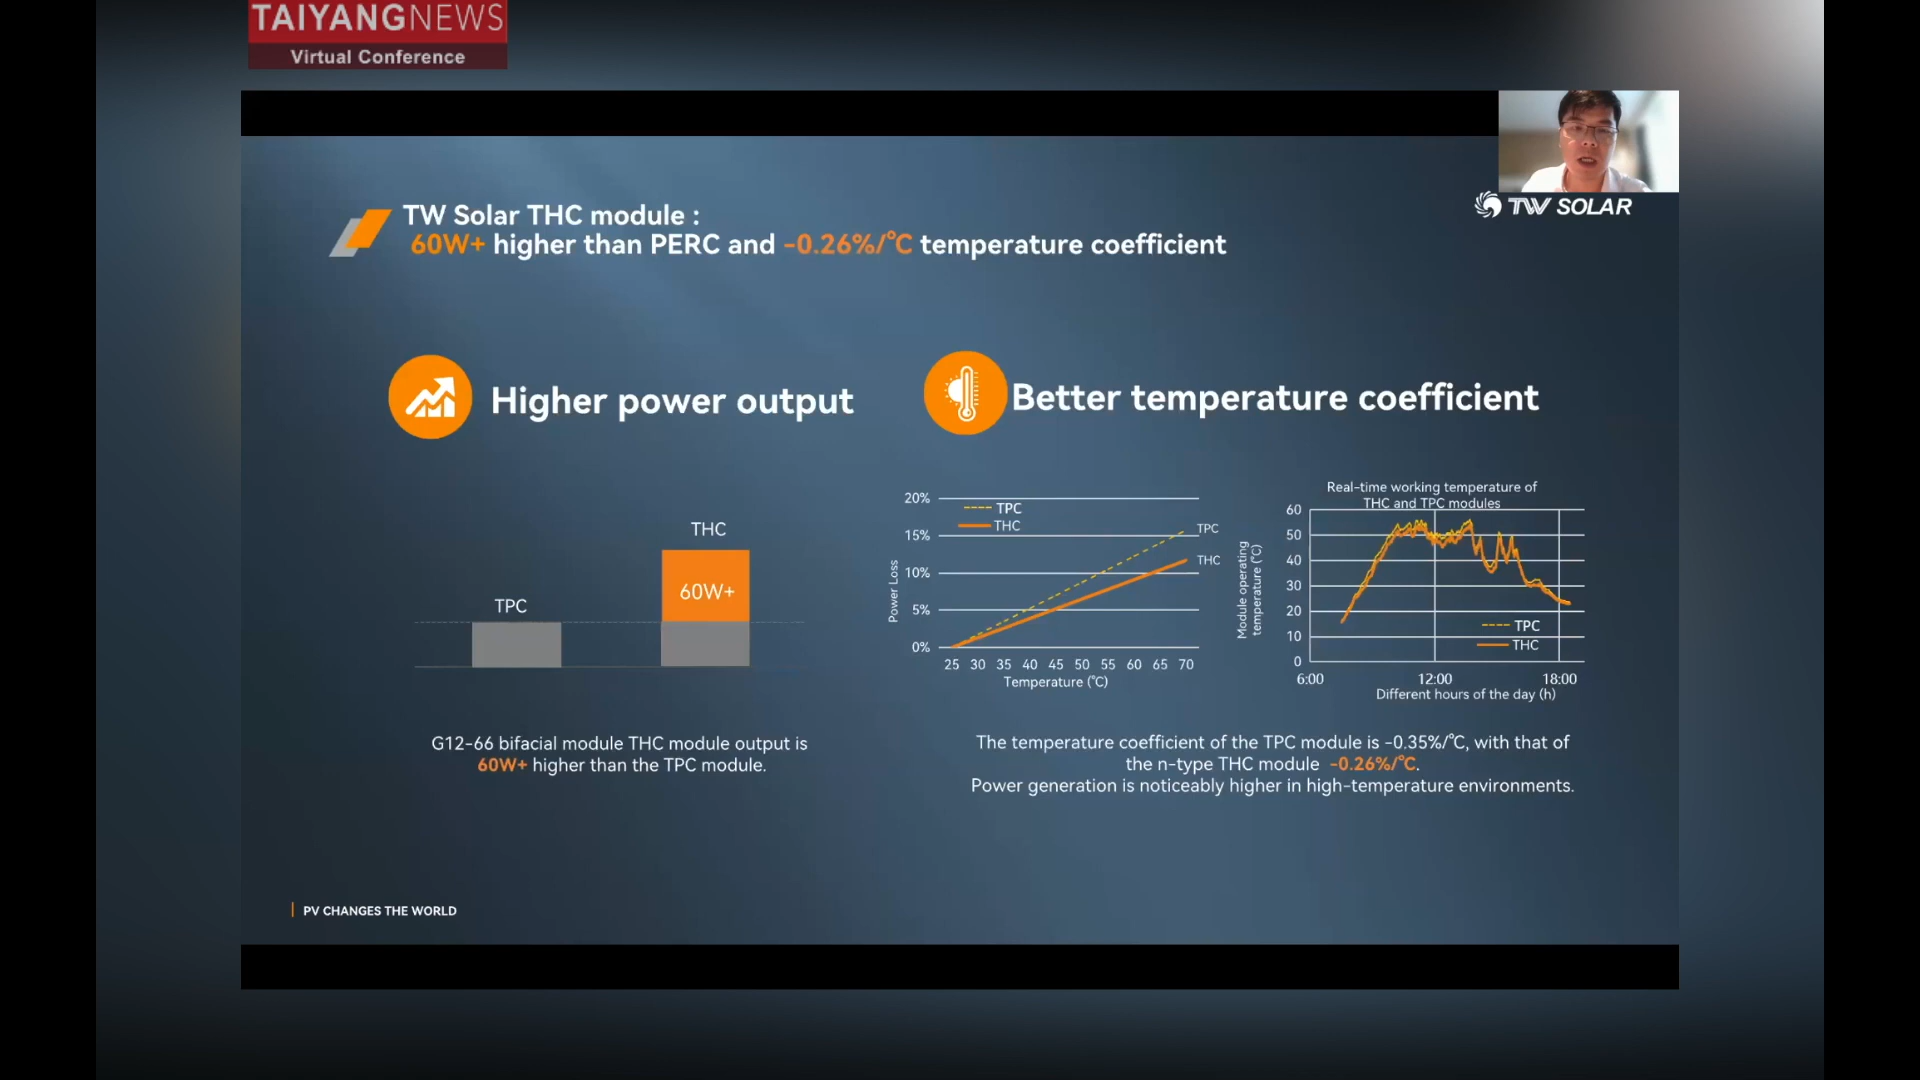 TAIYANGNEWS
Virtual Conference
TW SOLAR
TW Solar THC module :
60W+ higher than PERC and -0.26%/°C temperature coefficient
Higher power output
THC
60W+
TPC
G12-66 bifacial module THC module output is
60W+ higher than the TPC module.
Better temperature coefficient
20%
15%
10%
5%
0%
Power Loss
TPC
THC
TPC
THC
25 30 35 40 45 50 55 60 65 70
Temperature (°C)
Real-time working temperature of
THC and TPC modules
60
50
40
30
20
10
0
Module operating
temperature (°C)
TPC
THC
6:00 12:00 18:00
Different hours of the day (h)
The temperature coefficient of the TPC module is -0.35%/°C, with that of
the n-type THC module -0.26%/°C.
Power generation is noticeably higher in high-temperature environments.
PV CHANGES THE WORLD